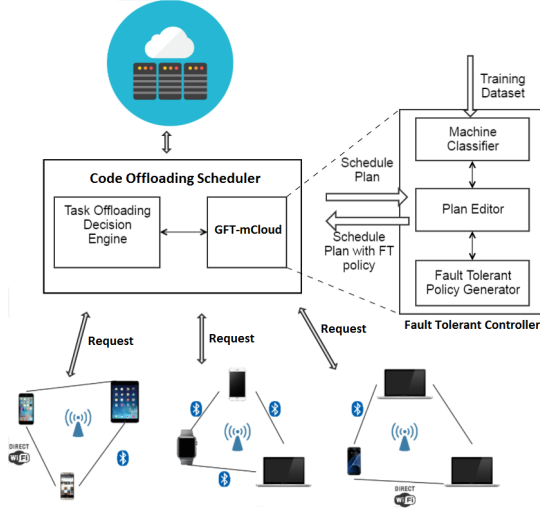 Training
Dataset
Machine
Classifier
Code Offloading Scheduler
Schedule
Plan
Task Offloading
Decision
Engine
GFT-mCloud
Plan Editor
Schedule
Plan with FT
policy
Fault Tolerant
Policy Generator
Fault Tolerant Controller
Request
Request
Request
DIRECT
Wi Fi
DIRECT
Wi Fi